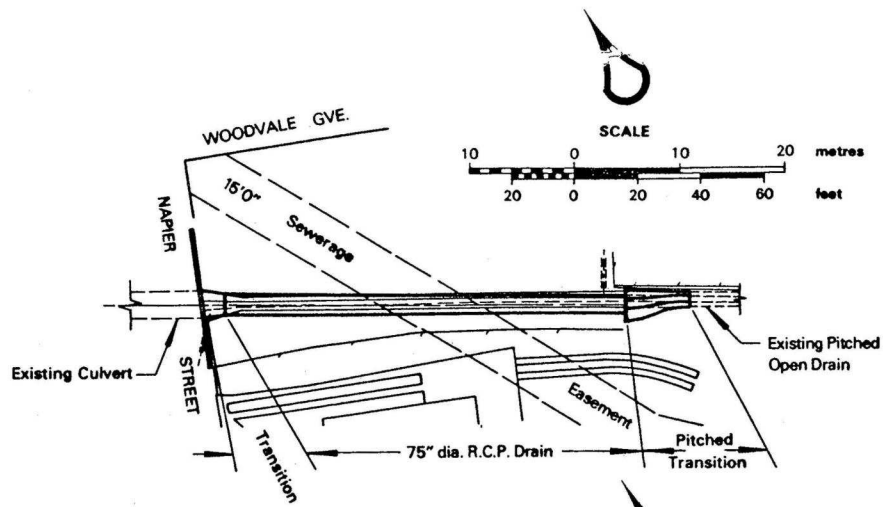 WOODVALE GVE.
SCALE
10 0 10 20 metres
20 0 20 40 60 feet
NAPIER
15'0" Sewerage
Existing Culvert
STREET
Existing Pitched
Open Drain
Easement
Transition
75" dia. R.C.P. Drain
Pitched
Transition